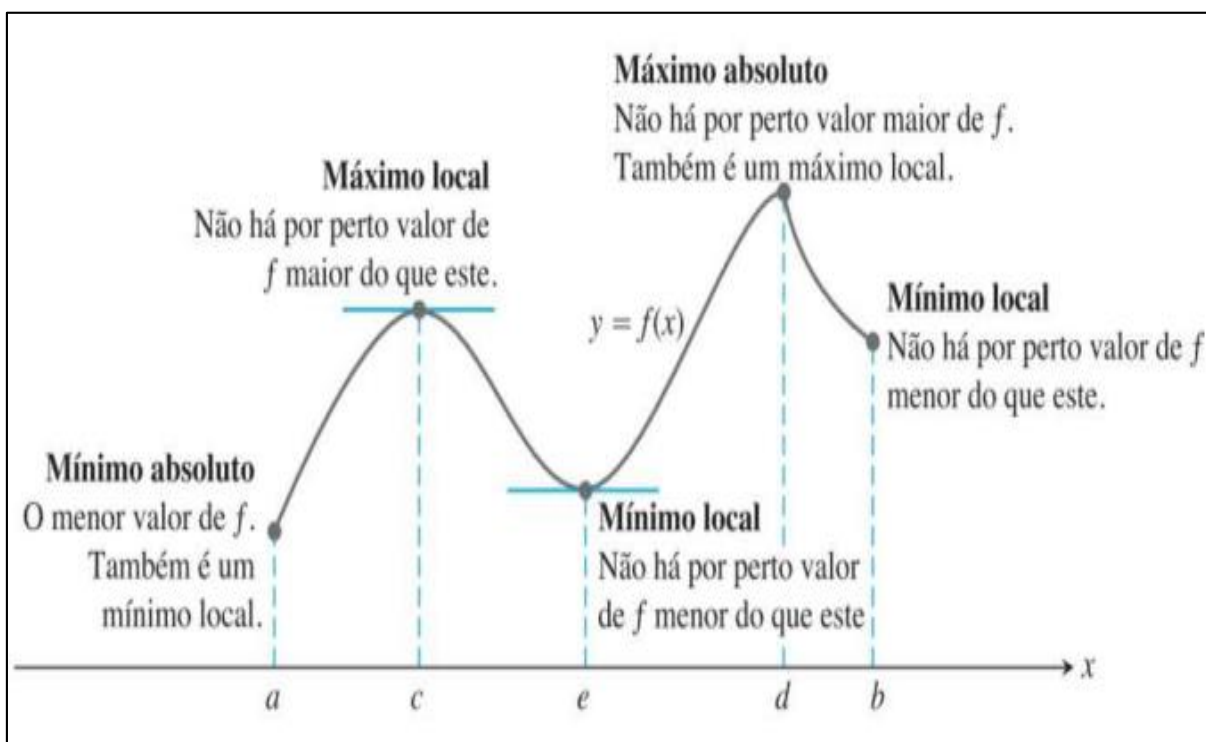 Máximo absoluto
Não há por perto valor maior de f.
Também é um máximo local.
Máximo local
Não há por perto valor de
f maior do que este.
y = f(x)
Mínimo local
Não há por perto valor de f
menor do que este.
Mínimo absoluto
O menor valor de f.
Também é um
mínimo local.
Mínimo local
Não há por perto valor
de f menor do que este
x
a
c
e
d
b